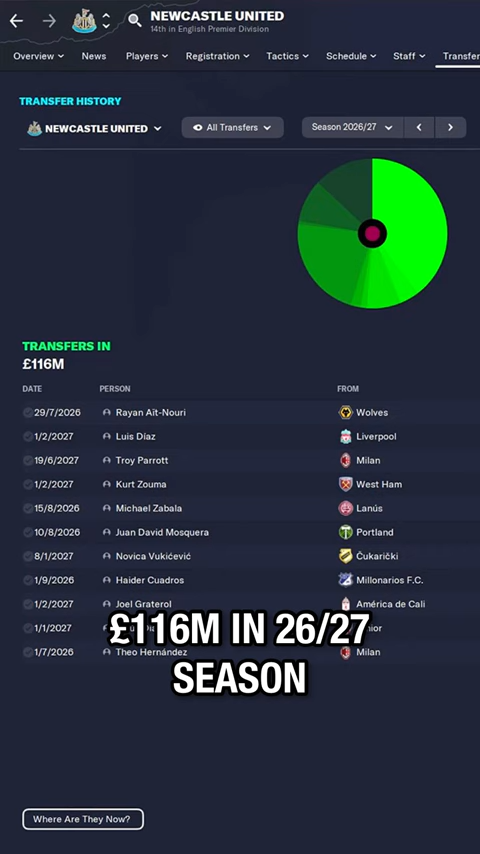 NEWCASTLE UNITED
14th in English Premier Division
Overview News Players Registration Tactics Schedule Staff Transfer
TRANSFER HISTORY
NEWCASTLE UNITED All Transfers Season 2026/27
TRANSFERS IN
£116M
DATE PERSON FROM
29/7/2026 Rayan Aït-Nouri Wolves
1/2/2027 Luis Díaz Liverpool
19/6/2027 Troy Parrott Milan
1/2/2027 Kurt Zouma West Ham
15/8/2026 Michael Zabala Lanús
10/8/2026 Juan David Mosquera Portland
8/1/2027 Novica Vukićević Čukarički
1/9/2026 Haider Cuadros Millonarios F.C.
1/2/2027 Joel Graterol América de Cali
£116M IN 26/27
1/1/2027
SEASON
1/7/2026 Theo Hernández Milan
Where Are They Now?